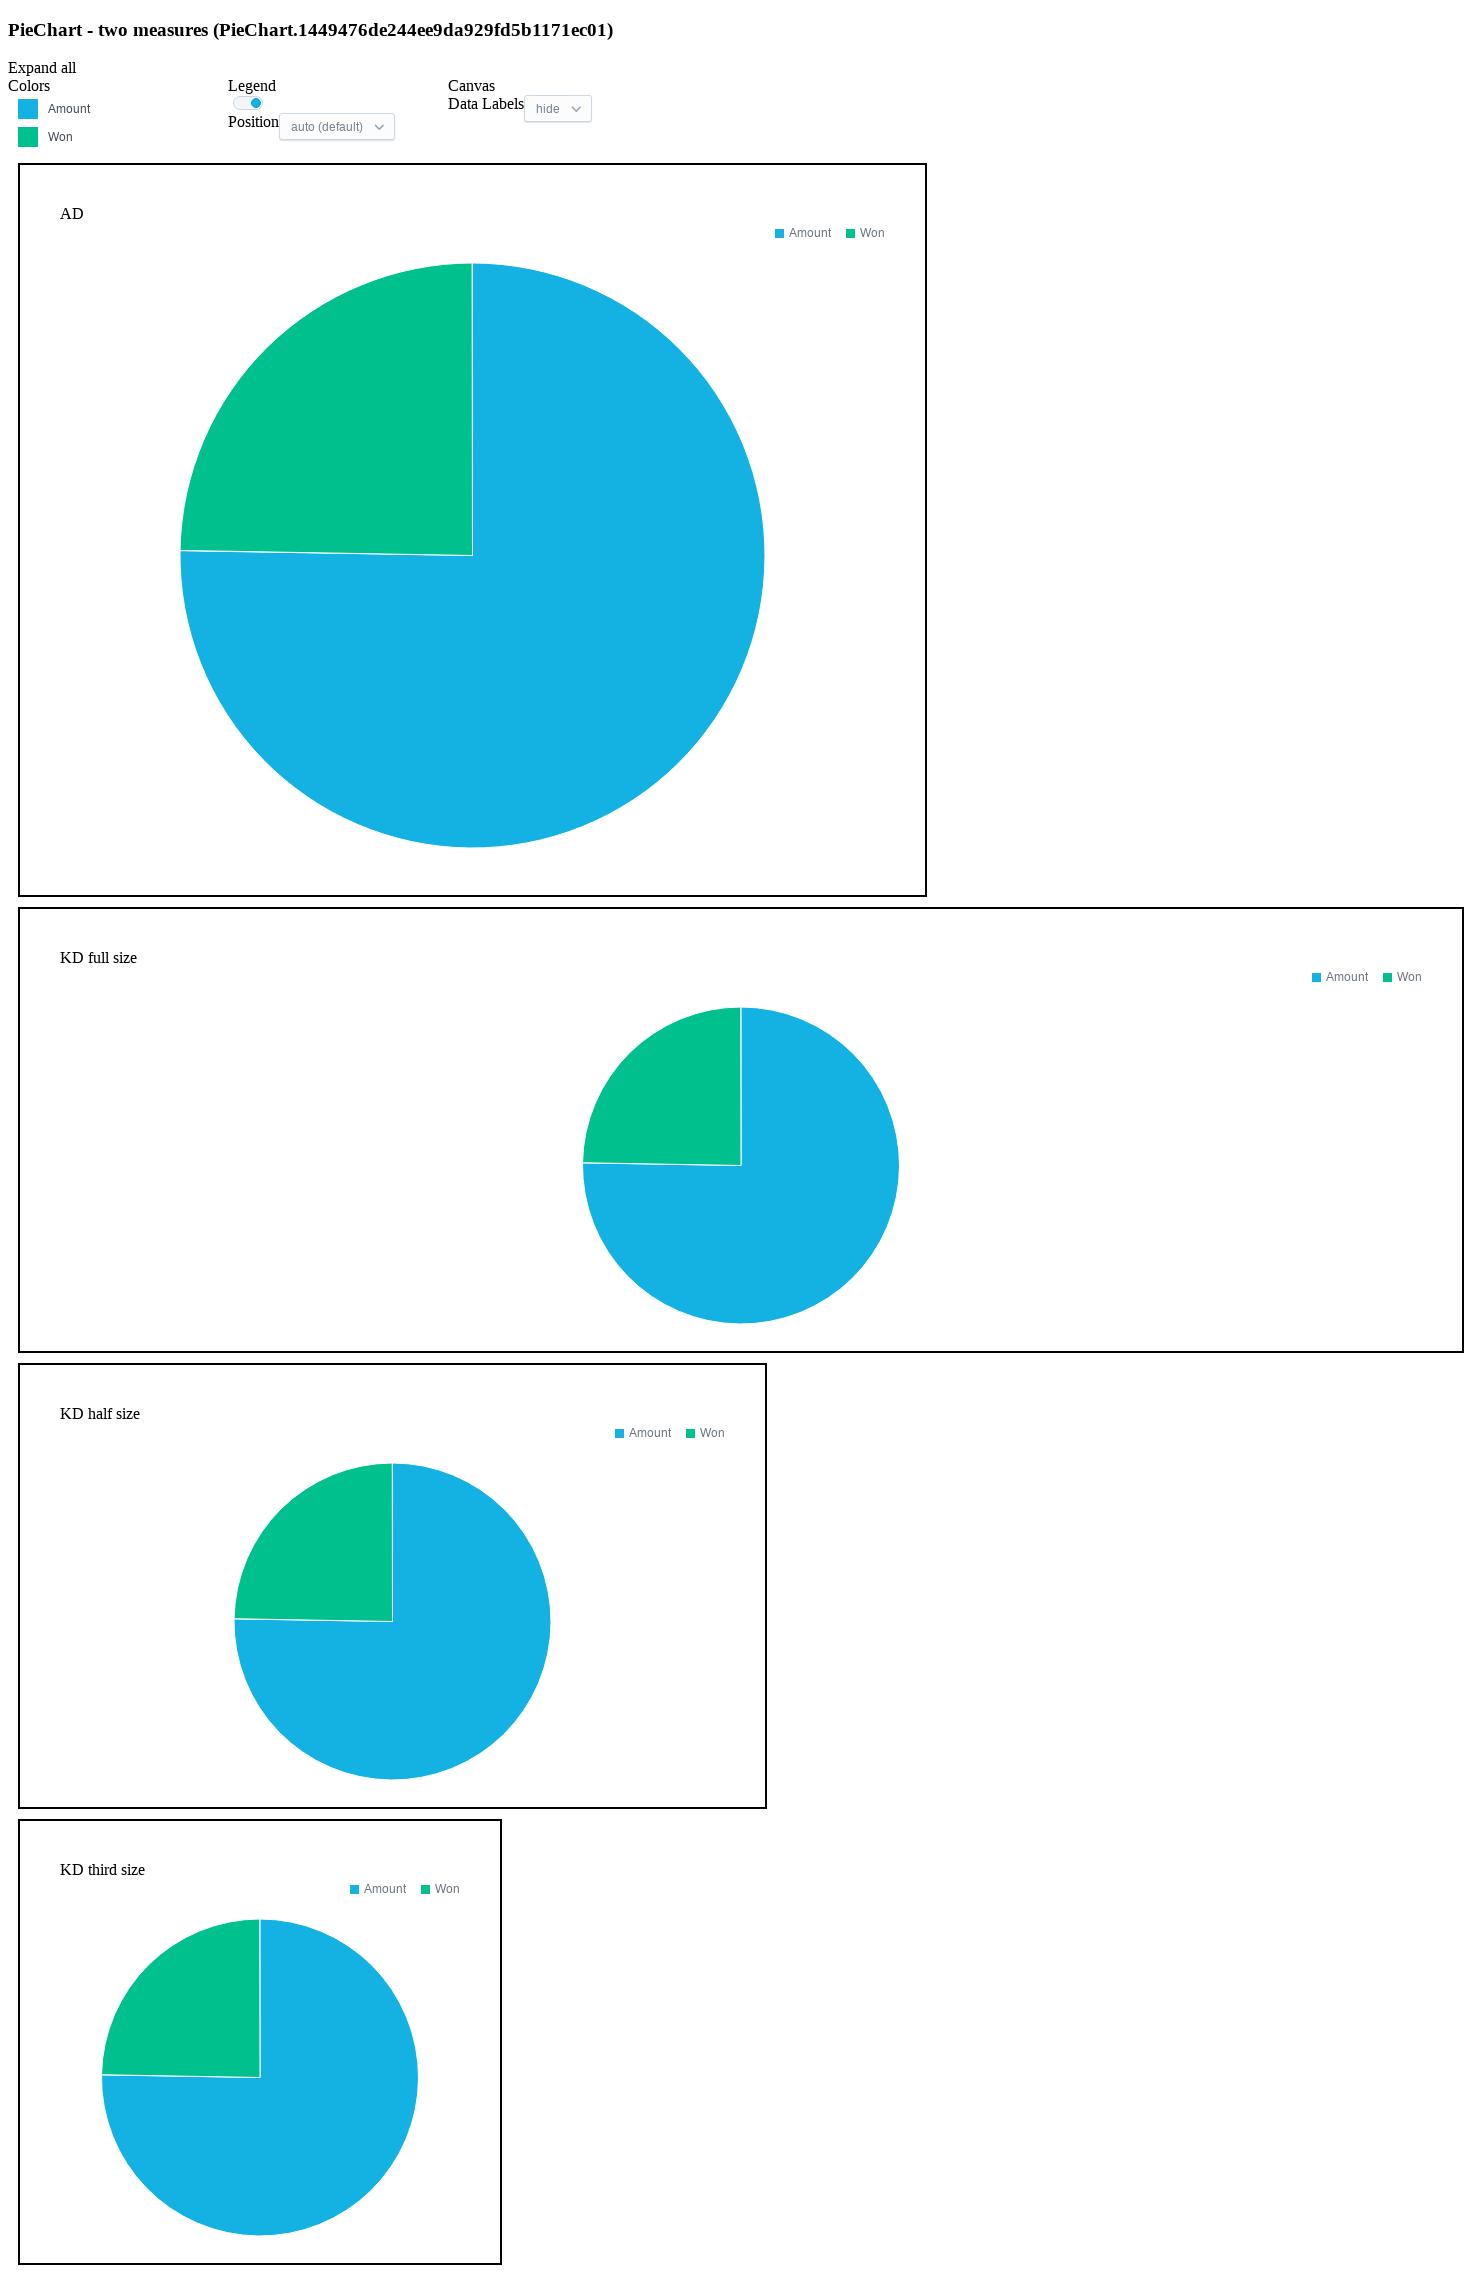 PieChart - two measures (PieChart.1449476de244ee9da929fd5b1171ec01)
Expand all
Colors
Amount
Won
Legend
Position auto (default)
Canvas
Data Labels hide
AD
Amount Won
KD full size
Amount Won
KD half size
Amount Won
KD third size
Amount Won